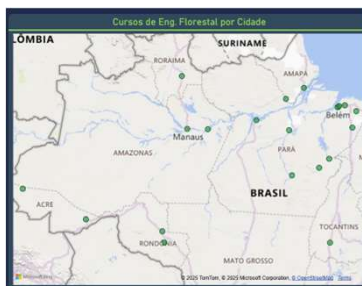 Cursos de Eng. Florestal por Cidade
LÔMBIA
SURINAME
RORAIMA
AMAPÁ
Belém
Manaus
AMAZONAS
PARÁ
BRASIL
ACRE
TOCANTINS
RONDÔNIA
MATO GROSSO
© 2025 TomTom, © 2025 Microsoft Corporation, © OpenStreetMap Terms